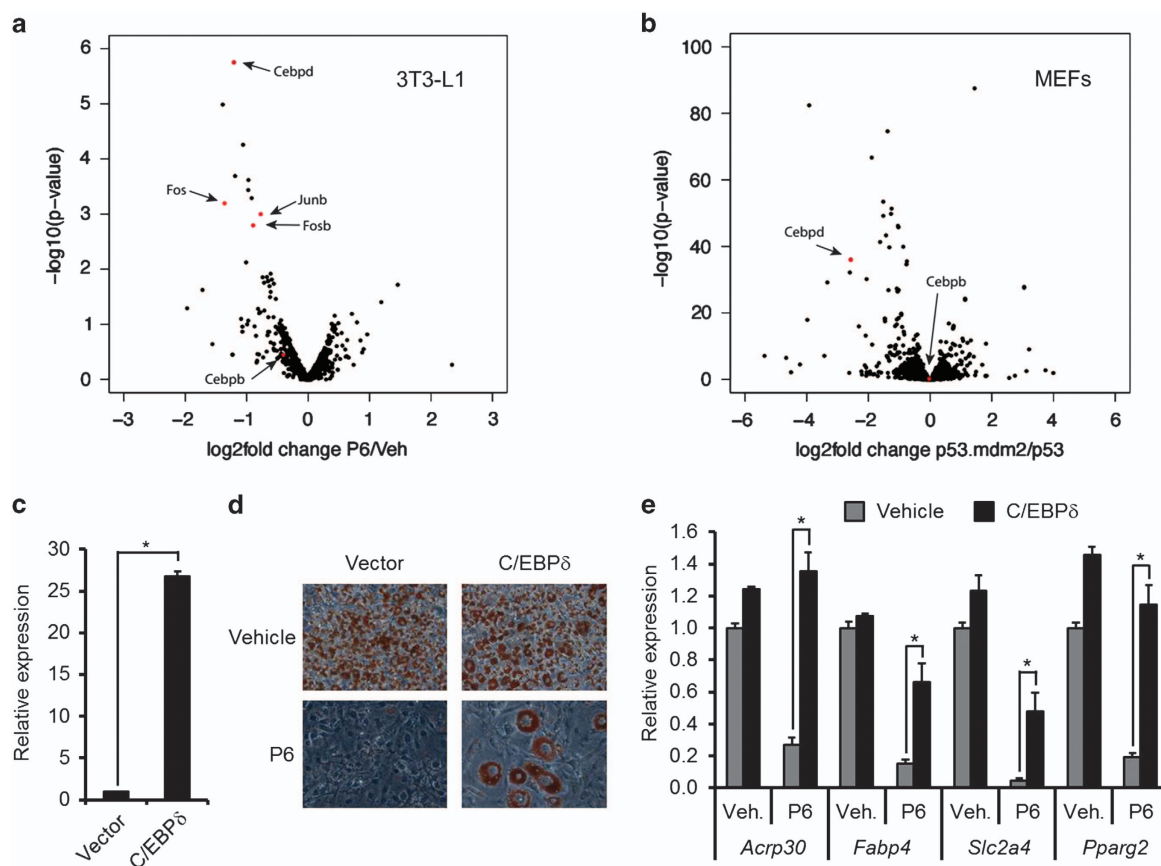 a
6
5
4
3
2
1
0
-log10(p-value)
Cebpd
3T3-L1
Fos
Junb
Fosb
Cebpb
−3 −2 −1 0 1 2 3
log2fold change P6/Veh
b
100
80
60
40
20
0
-log10(p-value)
MEFs
Cebpd
Cebpb
−6 −4 −2 0 2 4 6
log2fold change p53.mdm2/p53
c
30
25
20
15
10
5
0
Relative expression
*
Vector
C/EBPδ
d
Vector C/EBPδ
Vehicle
P6
e
Vehicle C/EBPδ
1.6
1.4
1.2
1.0
0.8
0.6
0.4
0.2
0.0
Relative expression
* * * *
Veh. P6 Veh. P6 Veh. P6 Veh. P6
Acrp30 Fabp4 Slc2a4 Pparg2